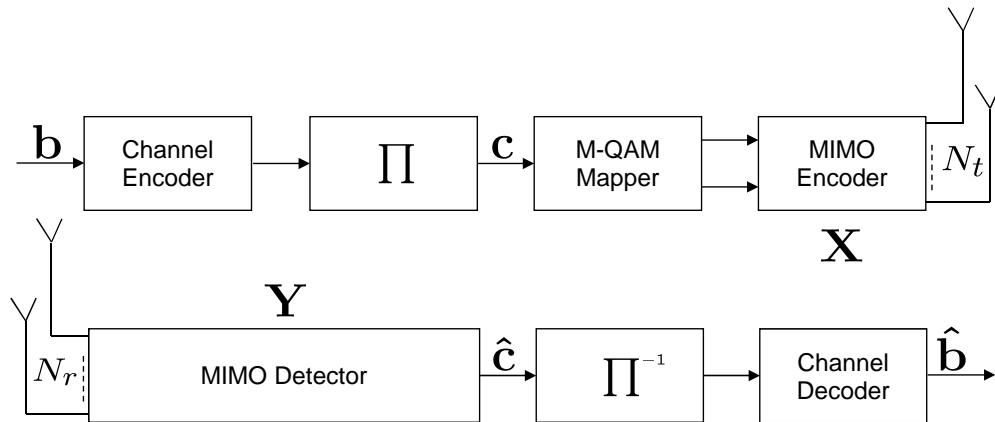 b
Channel
Encoder
∏
c
M-QAM
Mapper
MIMO
Encoder
N_t
X
Y
N_r
MIMO Detector
ĉ
∏⁻¹
Channel
Decoder
b̂